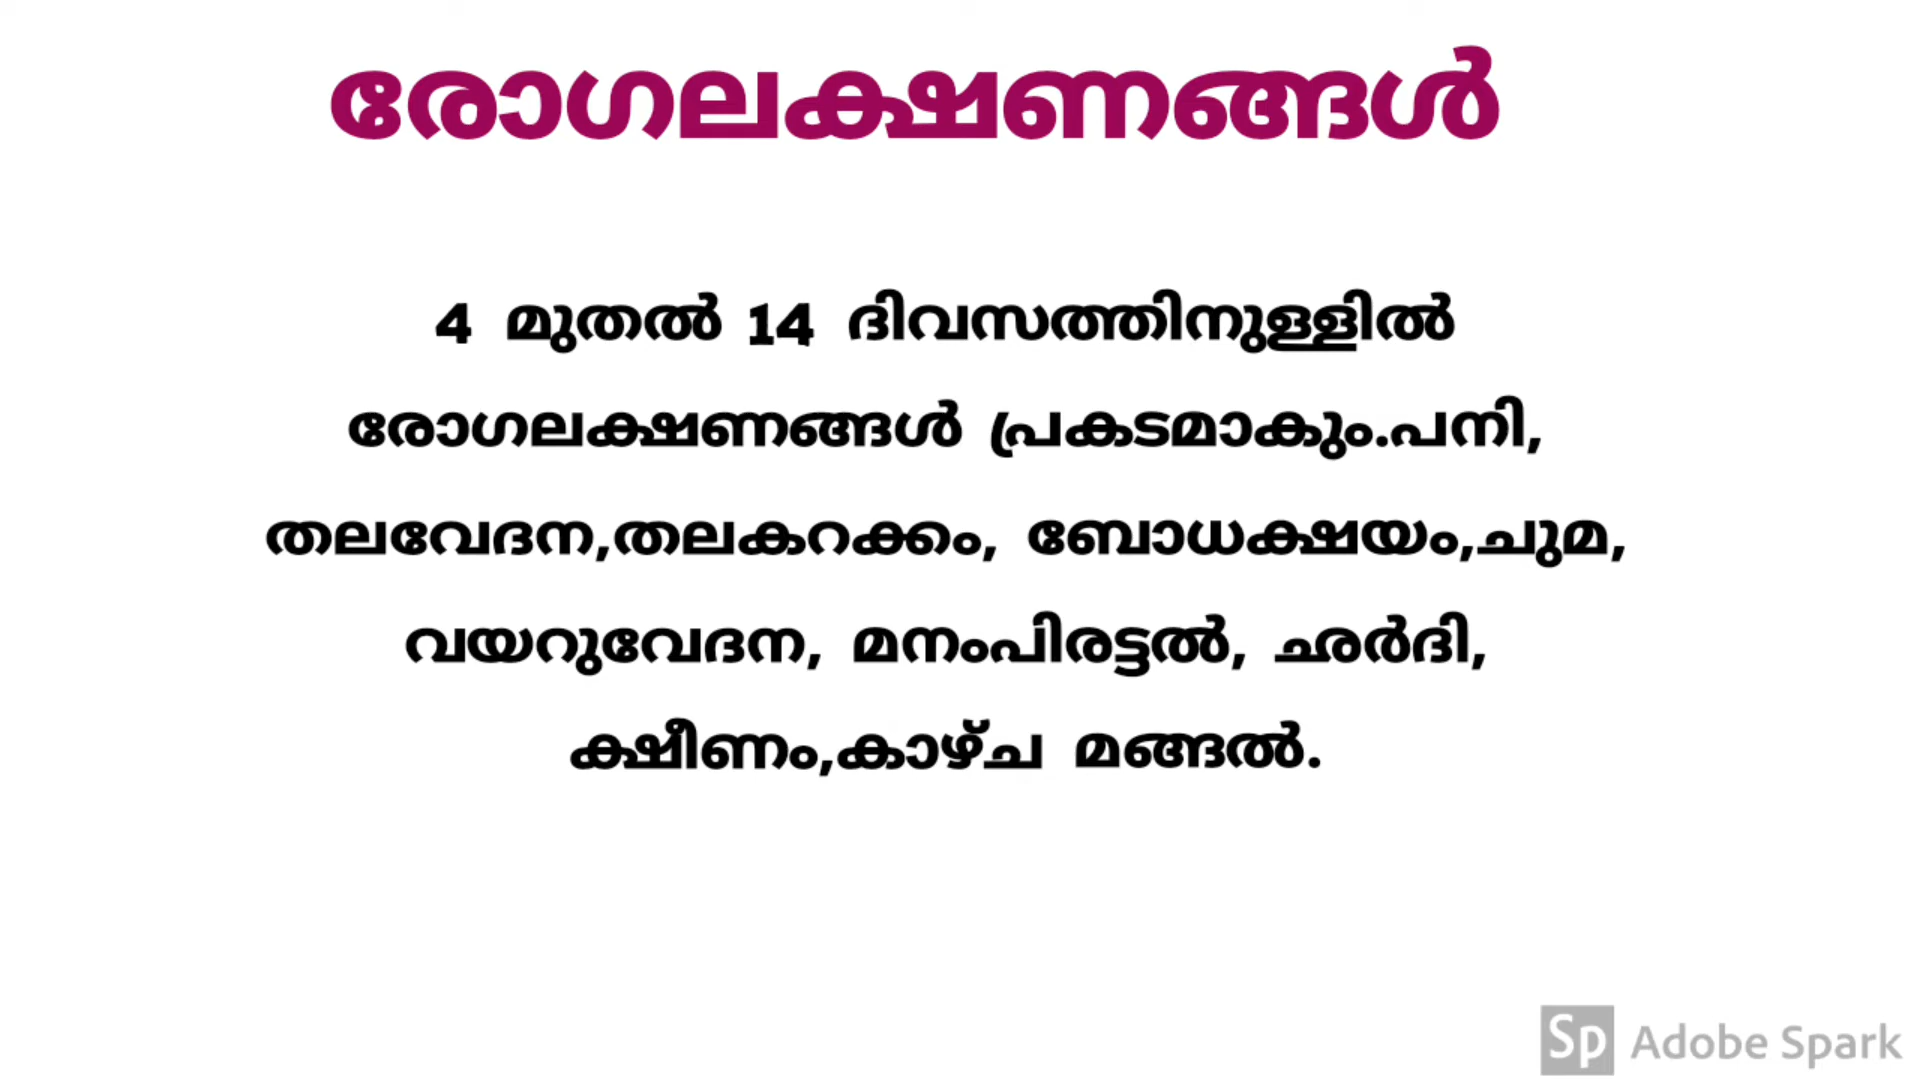 രോഗലക്ഷണങ്ങൾ
4 മുതൽ 14 ദിവസത്തിനുള്ളിൽ
രോഗലക്ഷണങ്ങൾ പ്രകടമാകും.പനി,
തലവേദന,തലകറക്കം, ബോധക്ഷയം,ചുമ,
വയറുവേദന, മനംപിരട്ടൽ, ഛർദി,
ക്ഷീണം,കാഴ്ച മങ്ങൽ.
Sp Adobe Spark